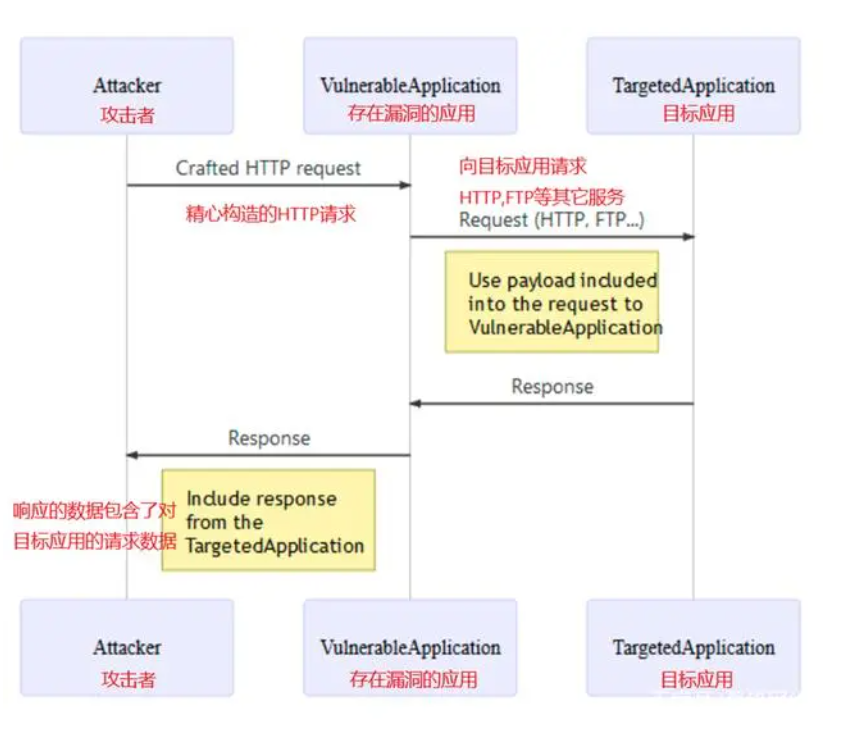 Attacker
攻击者
VulnerableApplication
存在漏洞的应用
TargetedApplication
目标应用
Crafted HTTP request
精心构造的HTTP请求
向目标应用请求
HTTP,FTP等其它服务
Request (HTTP, FTP...)
Use payload included
into the request to
VulnerableApplication
Response
Response
响应的数据包含了对
目标应用的请求数据
Include response
from the
TargetedApplication
Attacker
攻击者
VulnerableApplication
存在漏洞的应用
TargetedApplication
目标应用